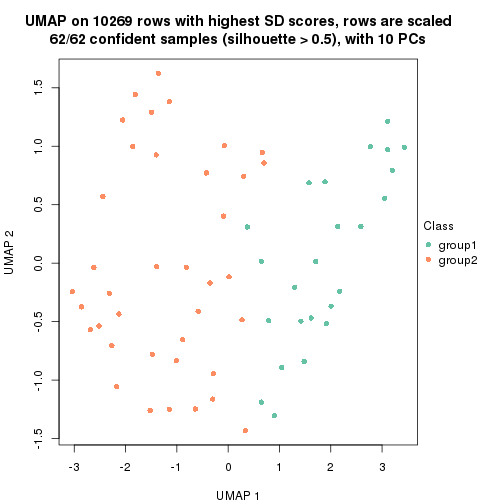 UMAP on 10269 rows with highest SD scores, rows are scaled
62/62 confident samples (silhouette > 0.5), with 10 PCs
1.5
1.0
0.5
0.0
-0.5
-1.0
-1.5
UMAP 2
-3 -2 -1 0 1 2 3
UMAP 1
Class
group1
group2